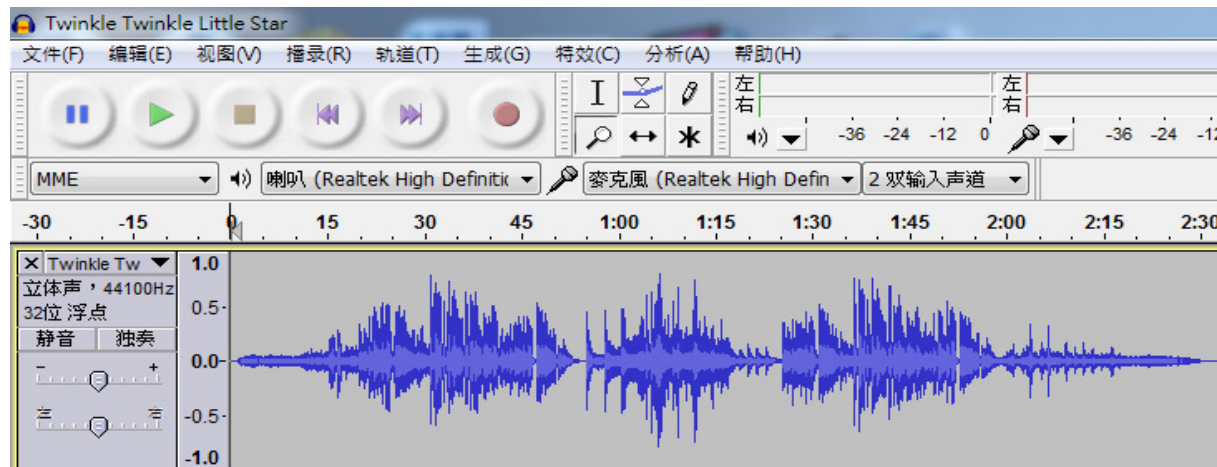 Twinkle Twinkle Little Star
文件(F) 编辑(E) 视图(V) 播录(R) 轨道(T) 生成(G) 特效(C) 分析(A) 帮助(H)
左 左
右 右
-36 -24 -12 0 -36 -24 -12
MME 喇叭 (Realtek High Definitic 麥克風 (Realtek High Defin 2 双输入声道
-30 -15 0 15 30 45 1:00 1:15 1:30 1:45 2:00 2:15 2:30
X Twinkle Tw 1.0
立体声，44100Hz
32位 浮点 0.5
静音 独奏
- + 0.0
左 右 -0.5
-1.0